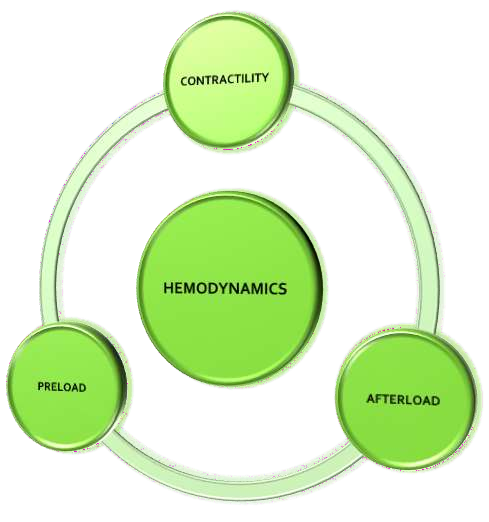 CONTRACTILITY
HEMODYNAMICS
PRELOAD
AFTERLOAD